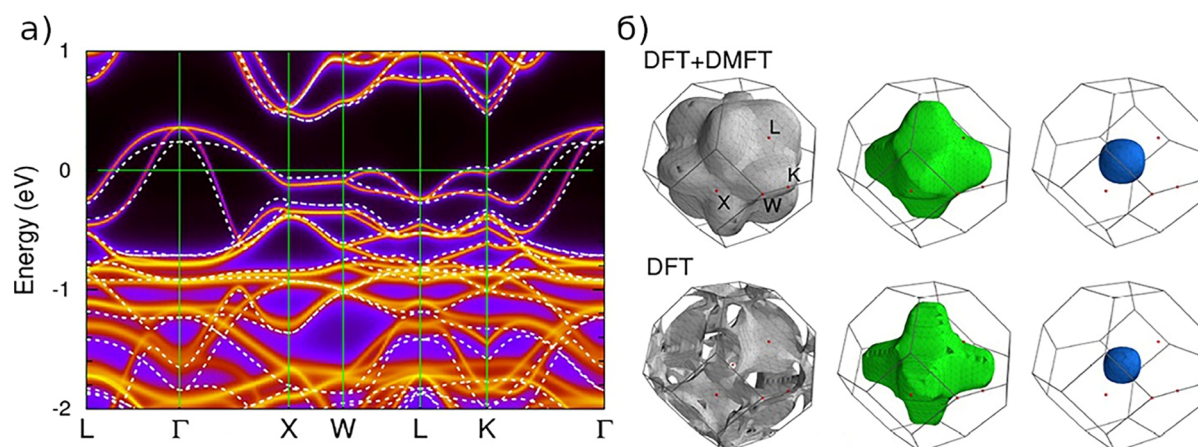 а)
Energy (eV)
1
0
-1
-2
L Γ X W L K Γ
б)
DFT+DMFT
L
K
X
W
DFT